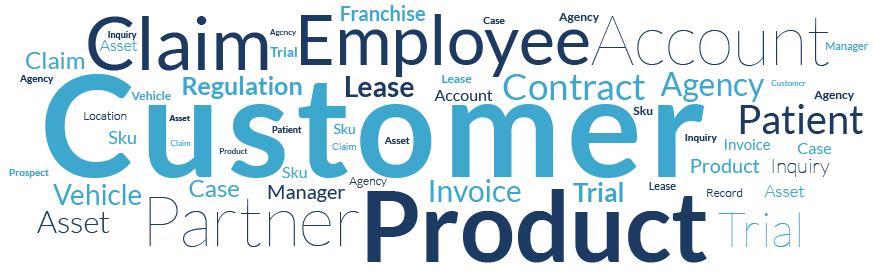 Franchise
Case
Agency
Claim
Employee
Account
Inquiry
Asset
Agency
Trial
Manager
Claim
Agency
Regulation
Lease
Lease
Contract
Agency
Customer
Vehicle
Account
Agency
Customer
Location
Asset
Sku
Patient
Sku
Patient
Sku
Claim
Product
Claim
Asset
Inquiry
Invoice
Case
Prospect
Sku
Product
Inquiry
Vehicle
Case
Manager
Agency
Invoice
Trial
Lease
Record
Asset
Asset
Partner
Product
Trial